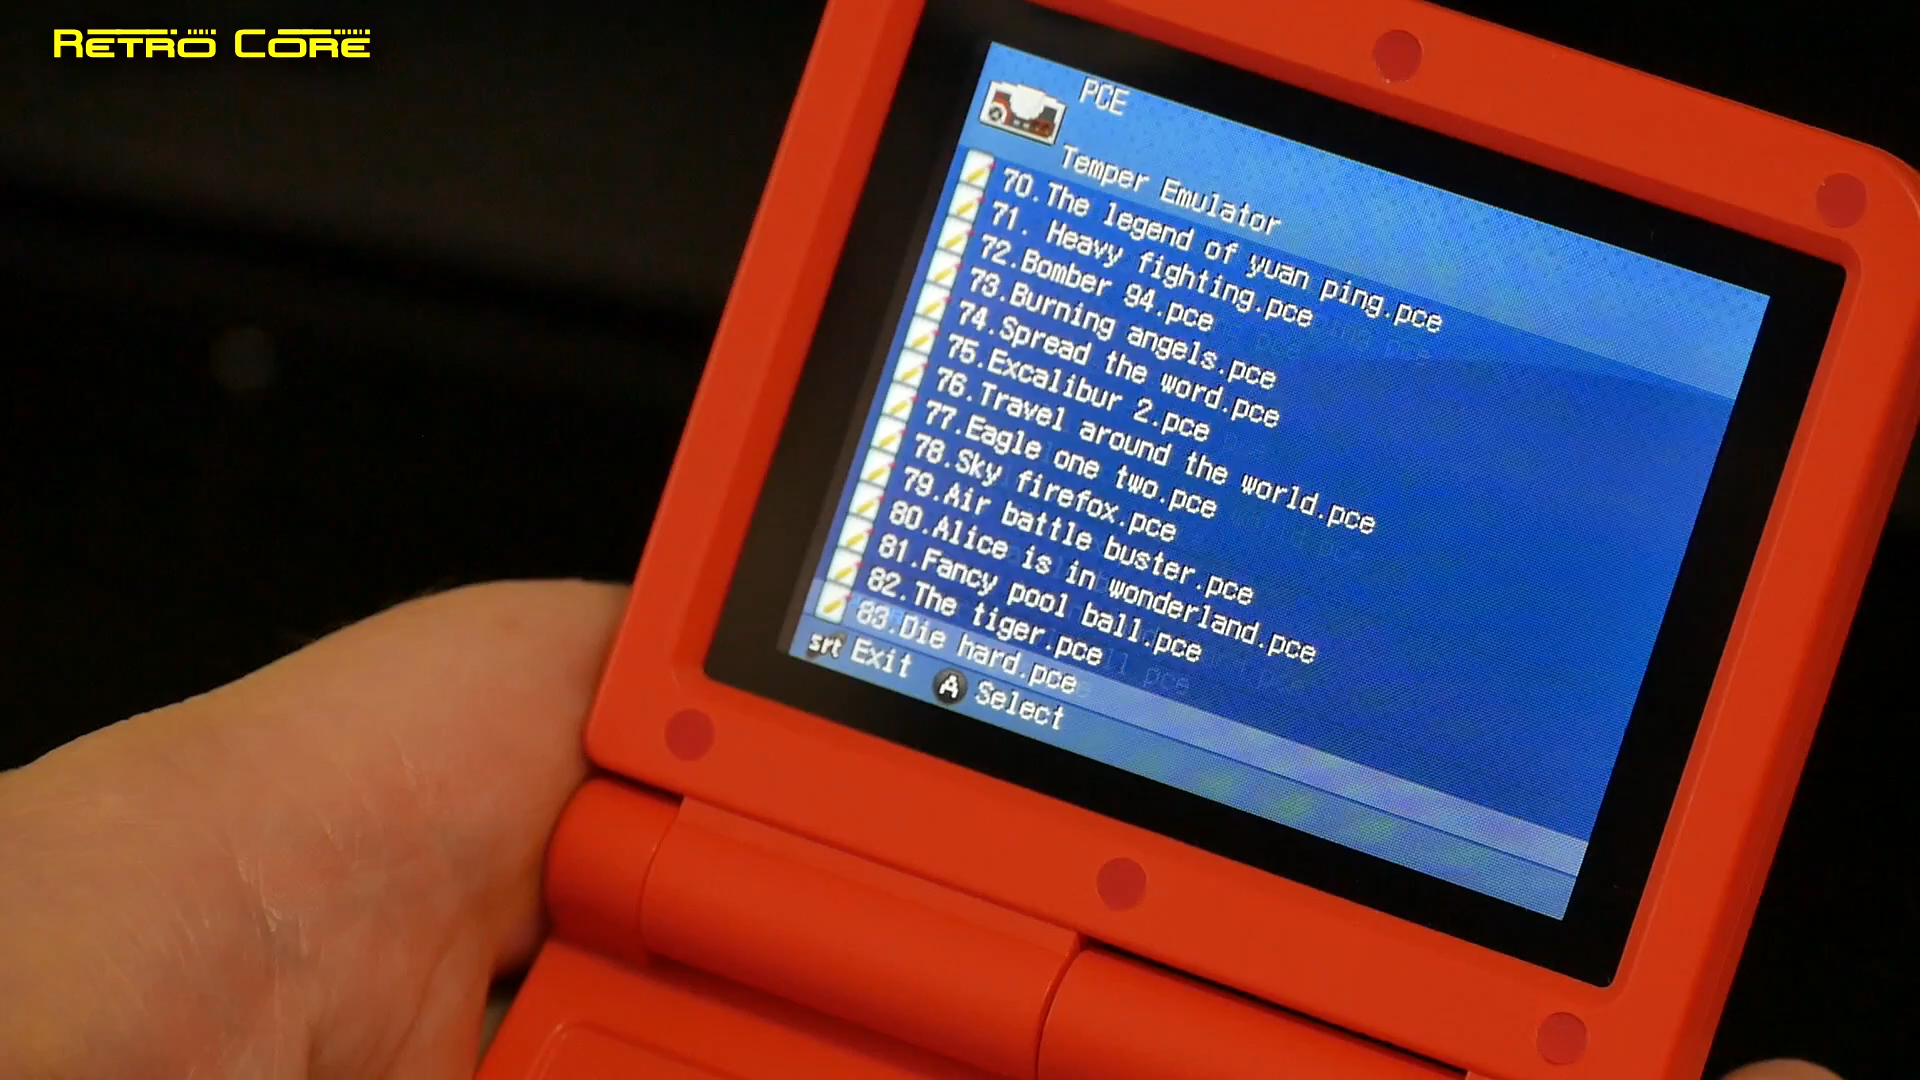 RETRO CORE
PCE
Temper Emulator
70.The legend of yuan ping.pce
71. Heavy fighting.pce
72.Bomber 94.pce
73.Burning angels.pce
74.Spread the word.pce
75.Excalibur 2.pce
76.Travel around the world.pce
77.Eagle one two.pce
78.Sky firefox.pce
79.Air battle buster.pce
80.Alice is in wonderland.pce
81.Fancy pool ball.pce
82.The tiger.pce
83.Die hard.pce
srt Exit A Select